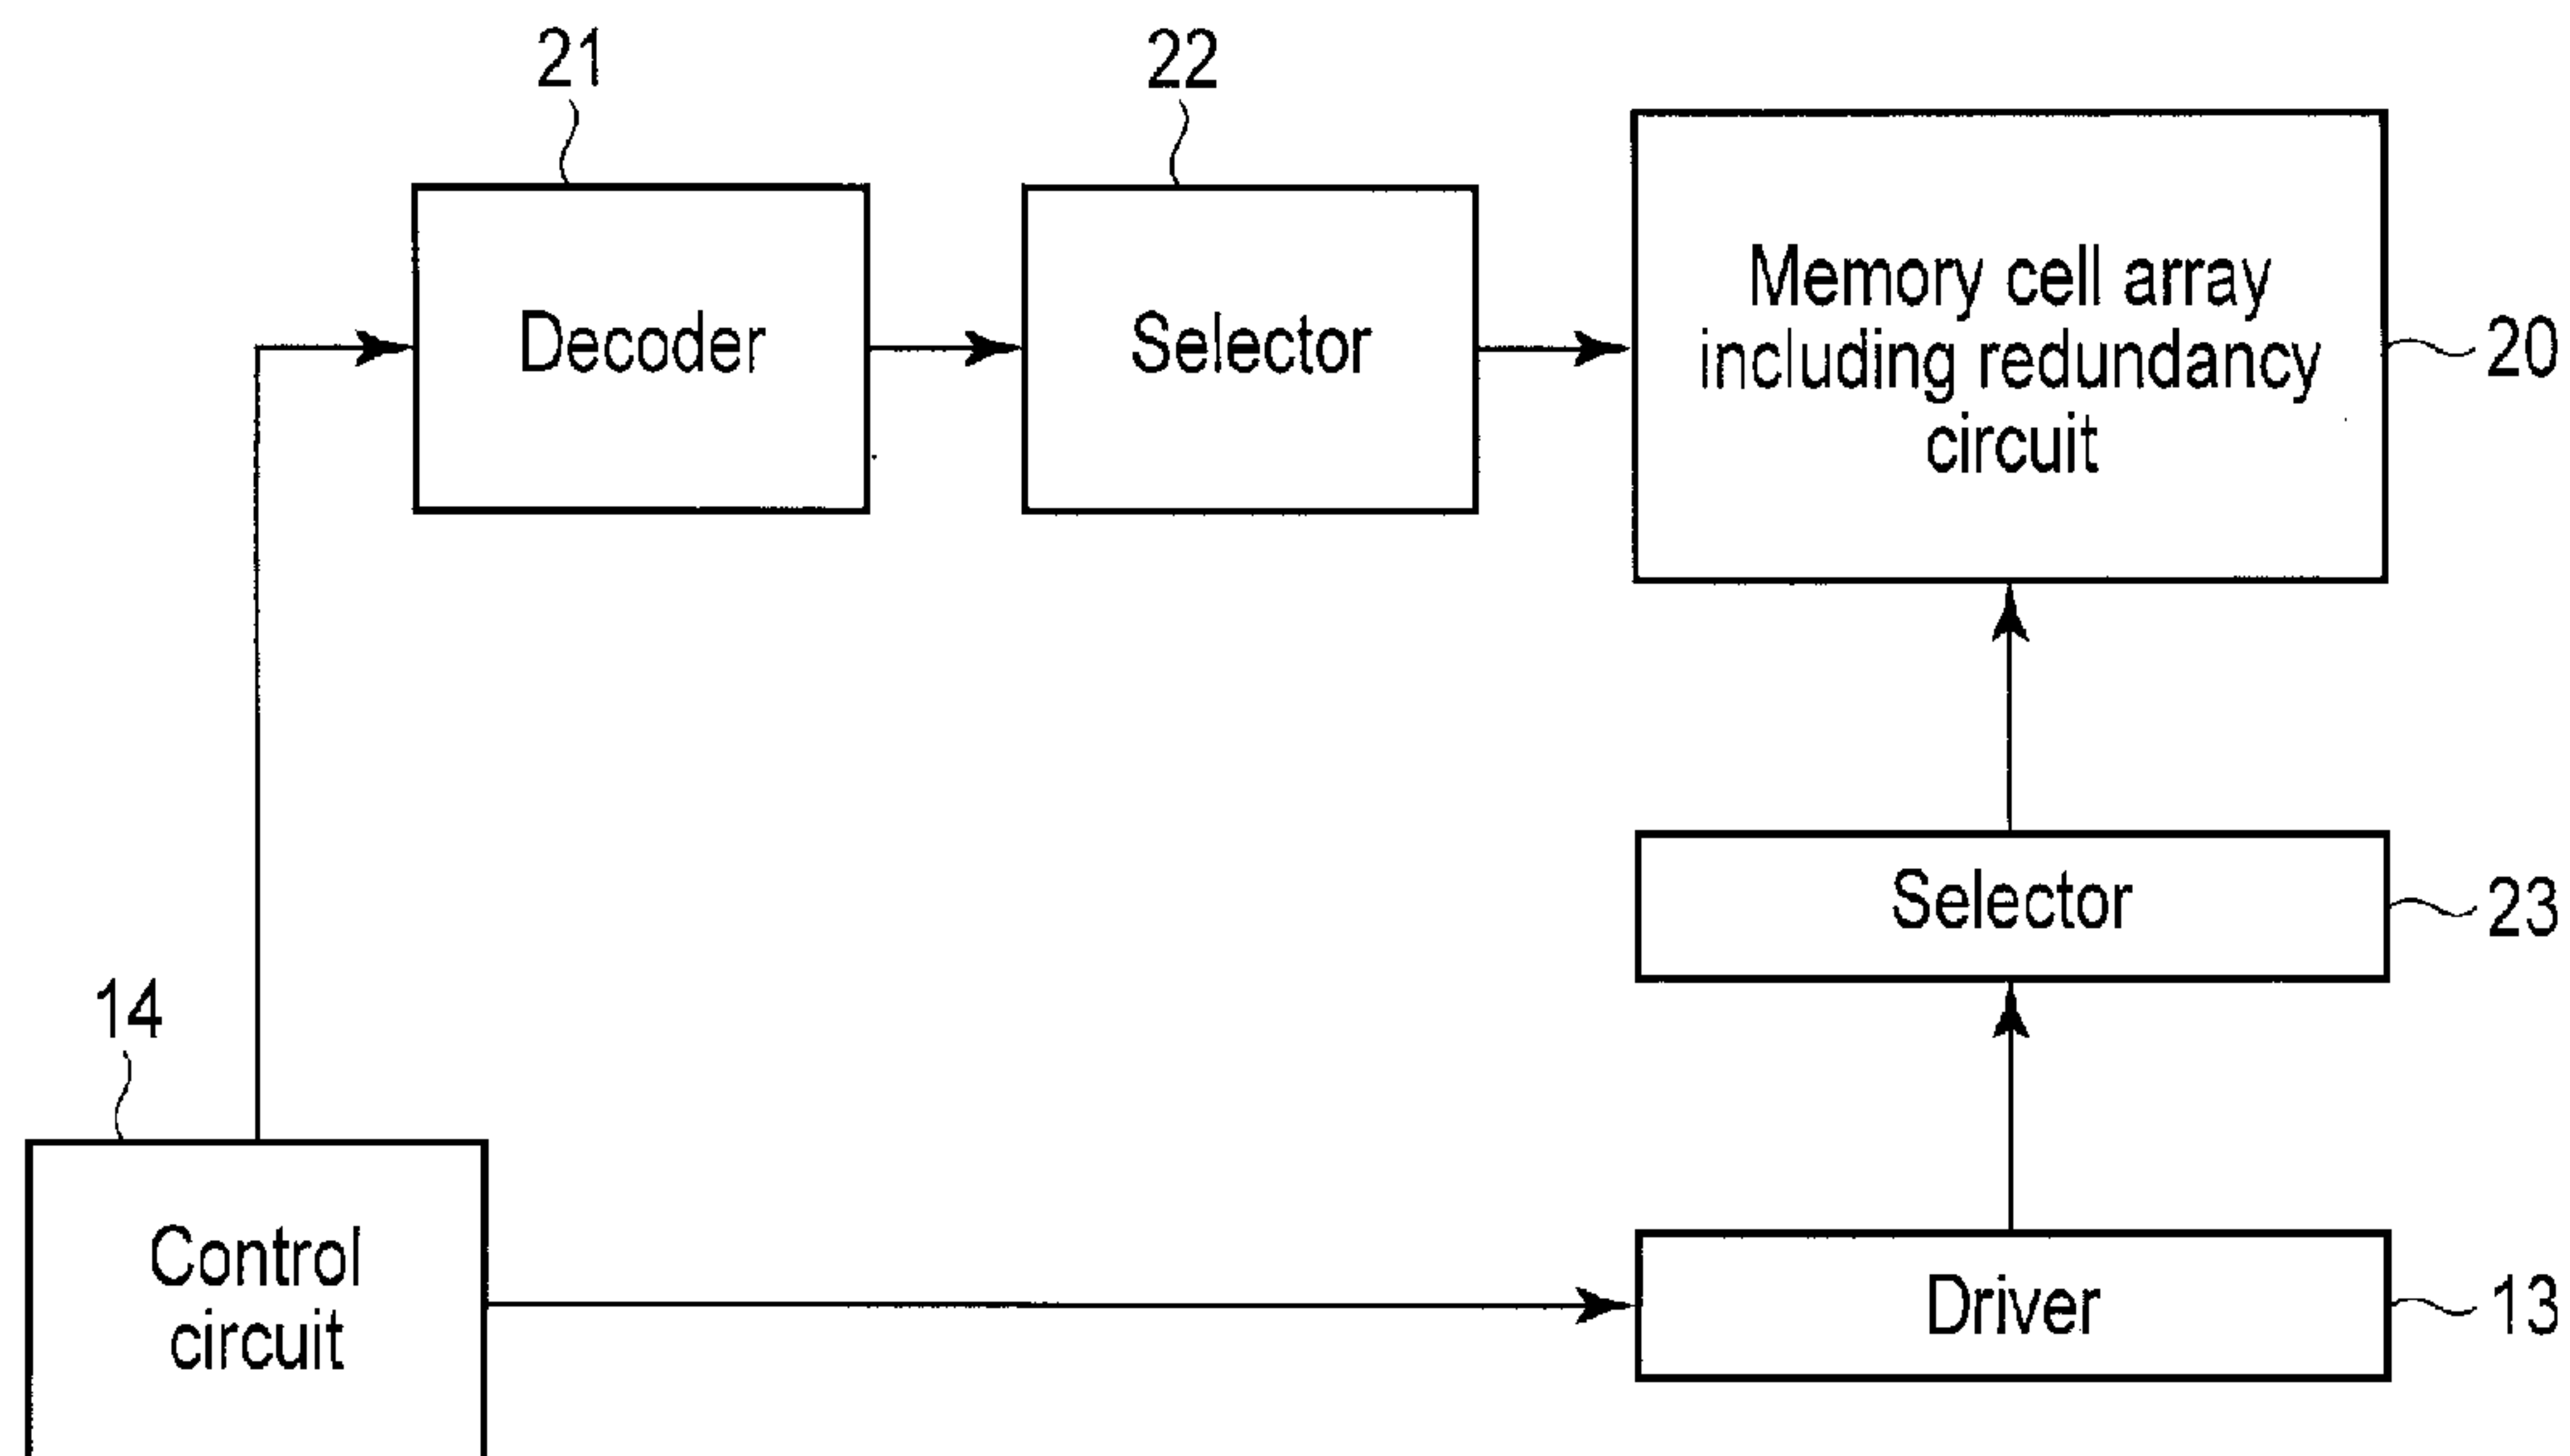 21
22
Decoder
Selector
Memory cell array
including redundancy
circuit
20
Selector
23
14
Control
circuit
Driver
13